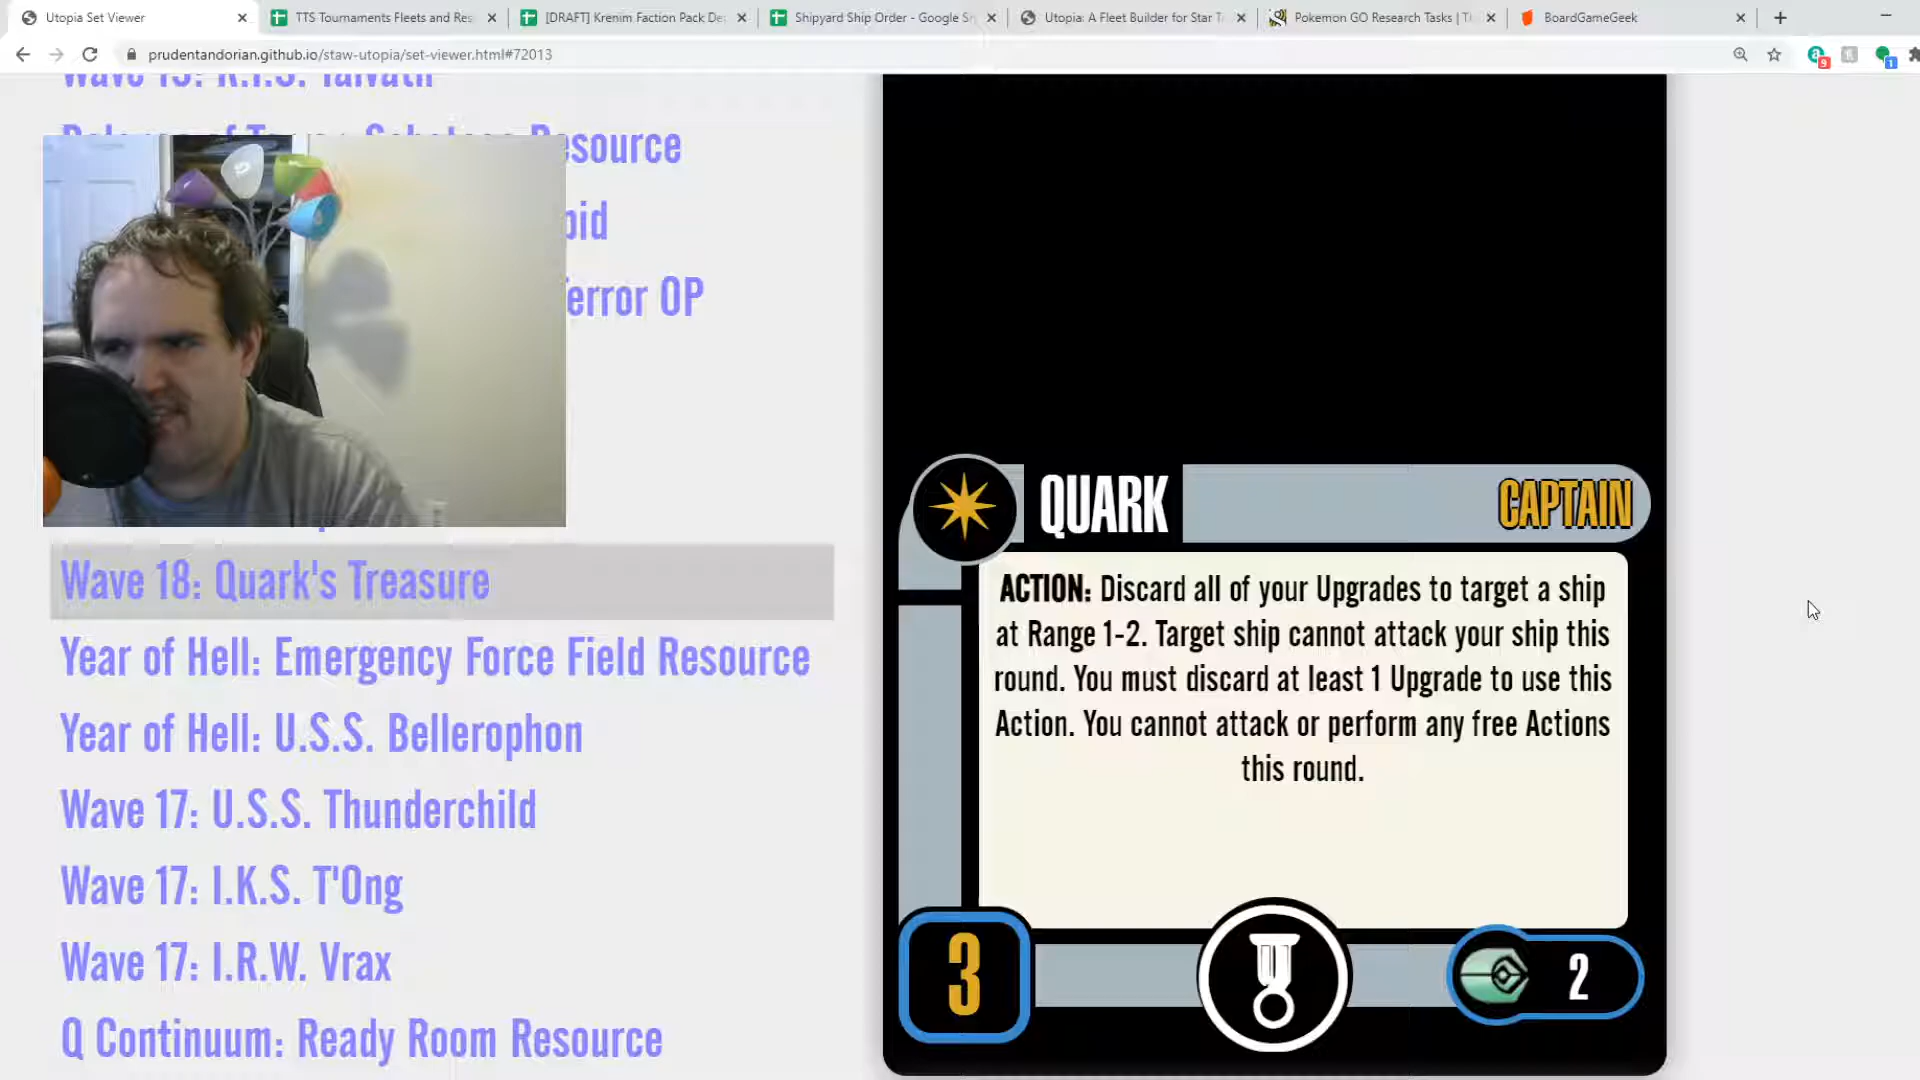 Utopia Set Viewer
TTS Tournaments Fleets and Res
[DRAFT] Krenim Faction Pack De
Shipyard Ship Order - Google S
Utopia: A Fleet Builder for Star T
Pokemon GO Research Tasks | T
BoardGameGeek
prudentandorian.github.io/staw-utopia/set-viewer.html#72013
9
1
Resource
Terror OP
Wave 18: Quark's Treasure
Year of Hell: Emergency Force Field Resource
Year of Hell: U.S.S. Bellerophon
Wave 17: U.S.S. Thunderchild
Wave 17: I.K.S. T'Ong
Wave 17: I.R.W. Vrax
Q Continuum: Ready Room Resource
QUARK
CAPTAIN
ACTION: Discard all of your Upgrades to target a ship
at Range 1-2. Target ship cannot attack your ship this
round. You must discard at least 1 Upgrade to use this
Action. You cannot attack or perform any free Actions
this round.
3
2